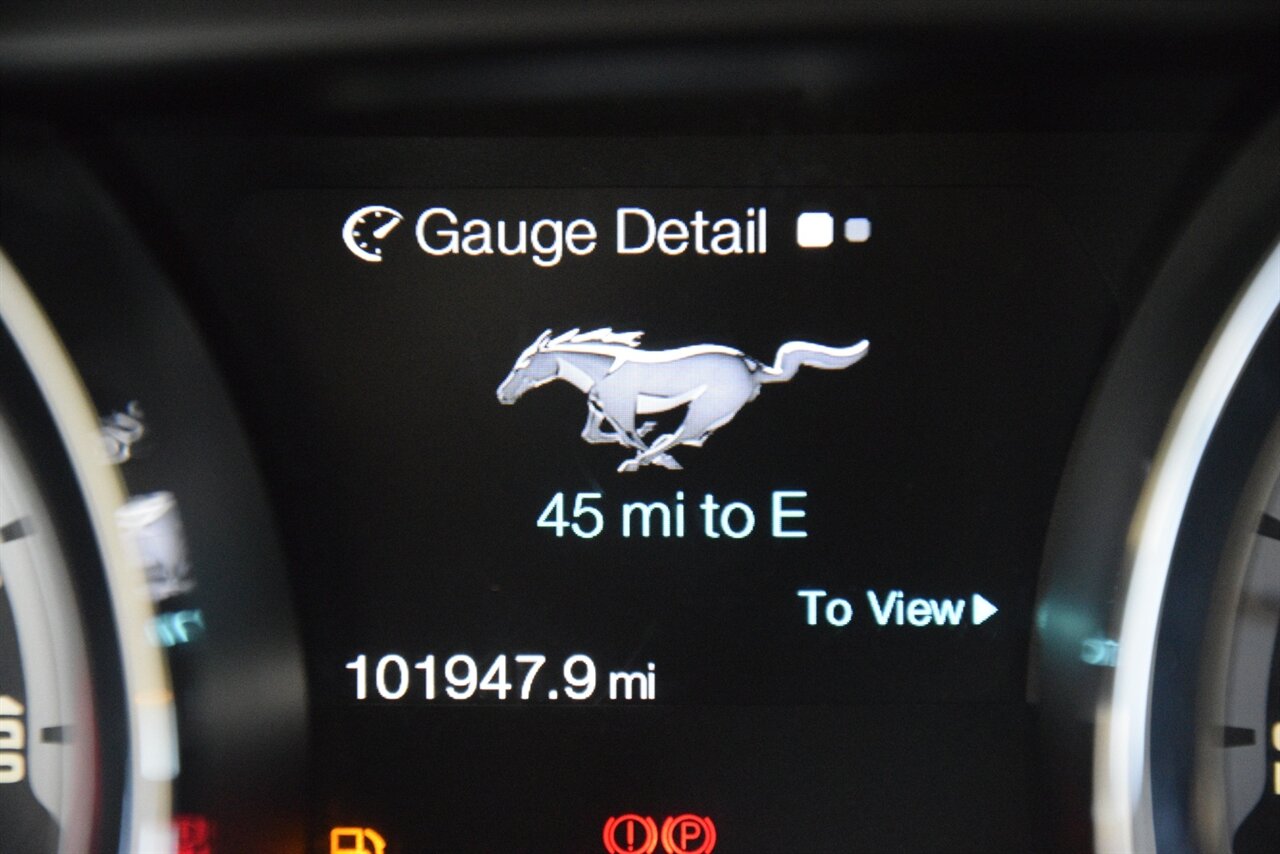 Gauge Detail
45 mi to E
To View
101947.9 mi
(!) (P)